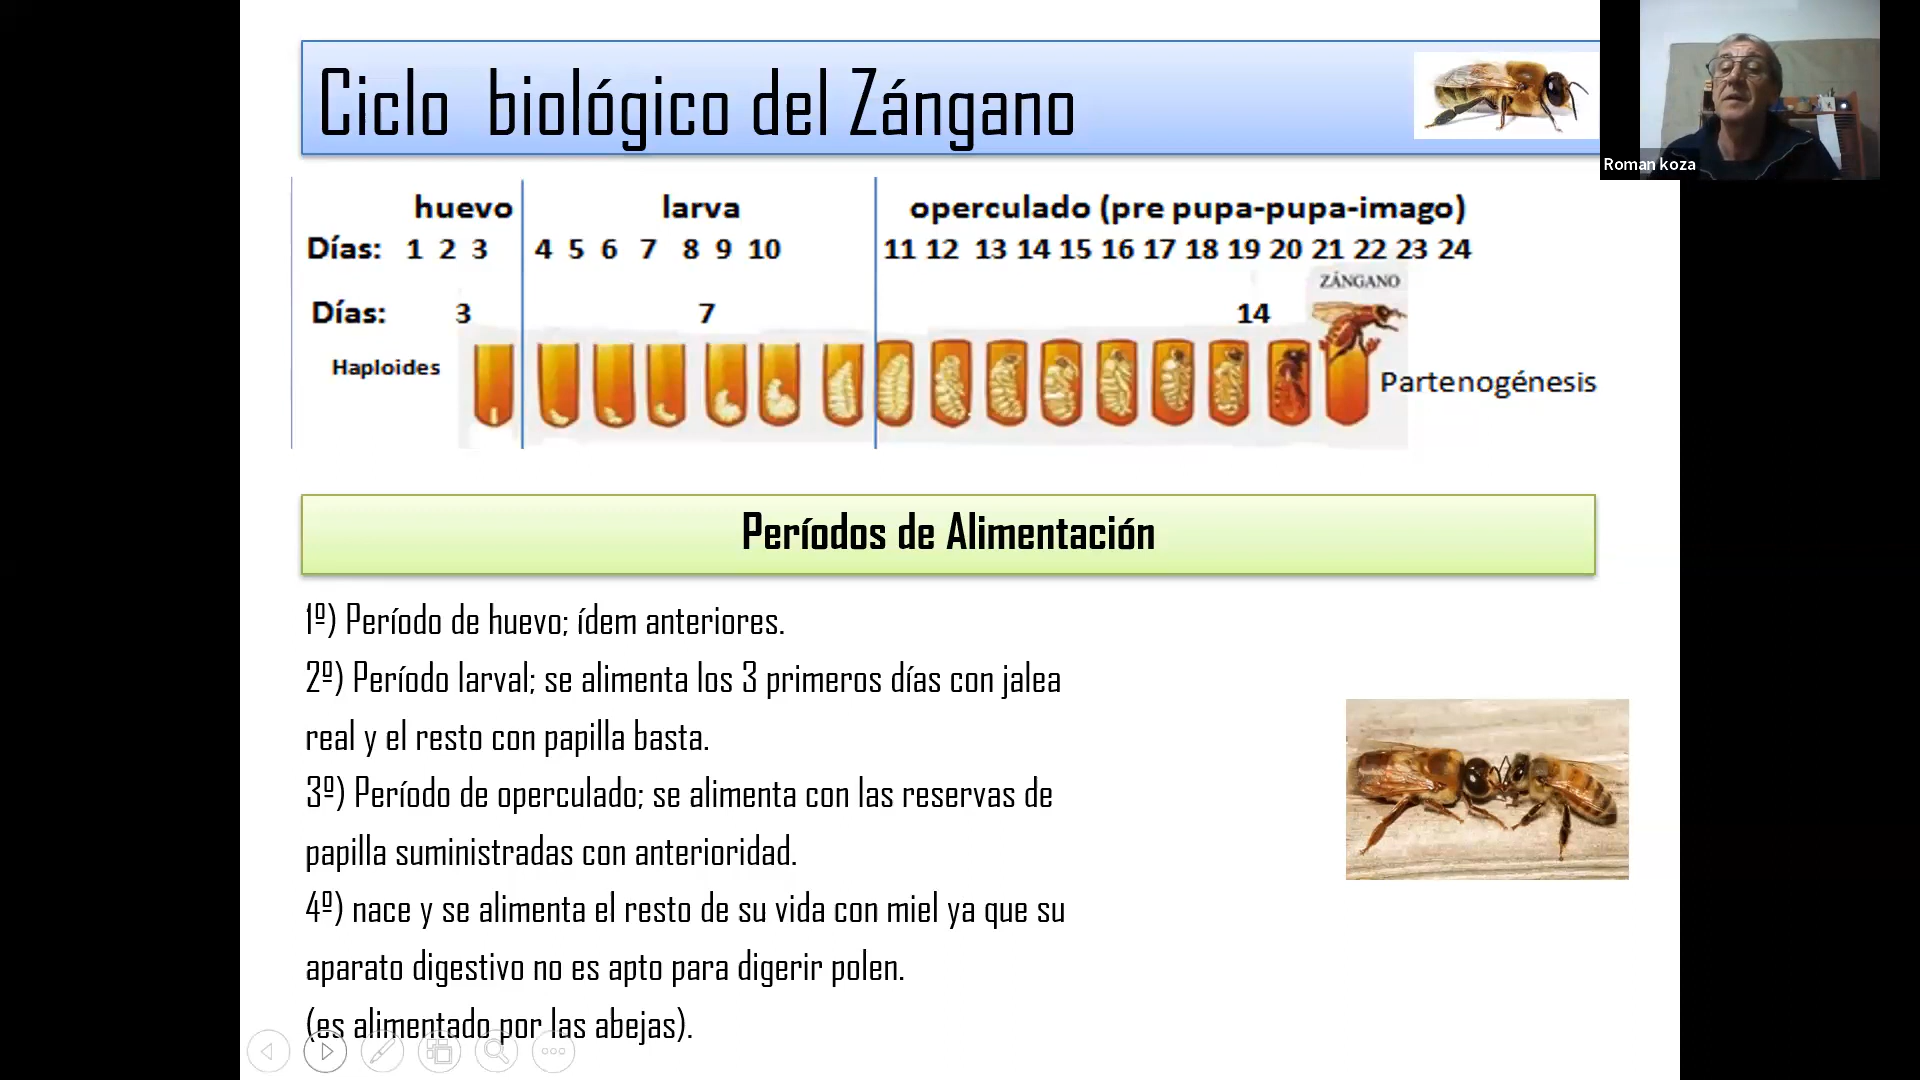 Ciclo biológico del Zángano
Roman koza
huevo larva operculado (pre pupa-pupa-imago)
Días: 1 2 3 4 5 6 7 8 9 10 11 12 13 14 15 16 17 18 19 20 21 22 23 24
ZÁNGANO
Días: 3 7 14
Haploides
Partenogénesis
Períodos de Alimentación
1º) Período de huevo; ídem anteriores.
2º) Período larval; se alimenta los 3 primeros días con jalea
real y el resto con papilla basta.
3º) Período de operculado; se alimenta con las reservas de
papilla suministradas con anterioridad.
4º) nace y se alimenta el resto de su vida con miel ya que su
aparato digestivo no es apto para digerir polen.
(es alimentado por las abejas).